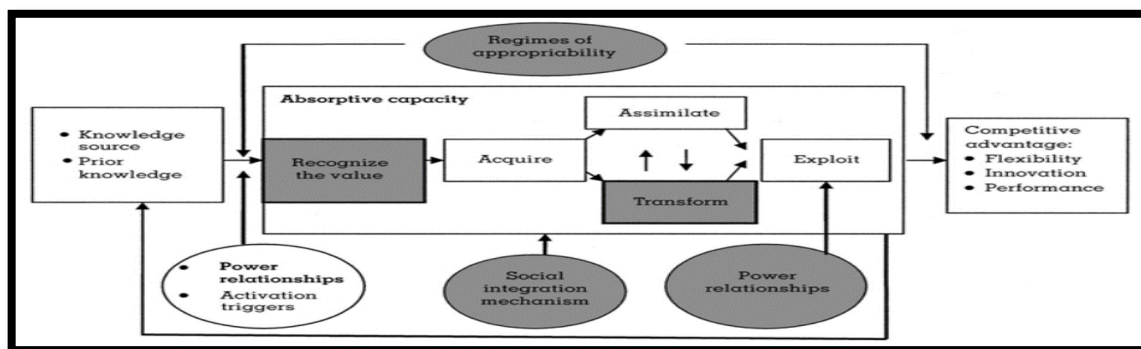 Regimes of
appropriability
Absorptive capacity
• Knowledge
source
• Prior
knowledge
Recognize
the value
Acquire
Assimilate
Transform
Exploit
Competitive
advantage:
• Flexibility
• Innovation
• Performance
• Power
relationships
• Activation
triggers
Social
integration
mechanism
Power
relationships